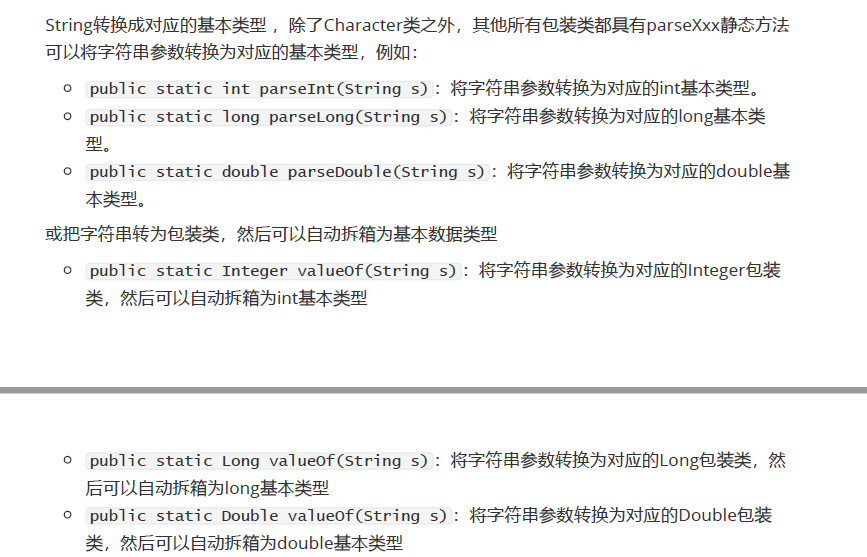 String转换成对应的基本类型 ，除了Character类之外，其他所有包装类都具有parseXxx静态方法
可以将字符串参数转换为对应的基本类型，例如：
public static int parseInt(String s)：将字符串参数转换为对应的int基本类型。
public static long parseLong(String s)：将字符串参数转换为对应的long基本类
型。
public static double parseDouble(String s)：将字符串参数转换为对应的double基
本类型。
或把字符串转为包装类，然后可以自动拆箱为基本数据类型
public static Integer valueOf(String s)：将字符串参数转换为对应的Integer包装
类，然后可以自动拆箱为int基本类型
public static Long valueOf(String s)：将字符串参数转换为对应的Long包装类，然
后可以自动拆箱为long基本类型
public static Double valueOf(String s)：将字符串参数转换为对应的Double包装
类，然后可以自动拆箱为double基本类型